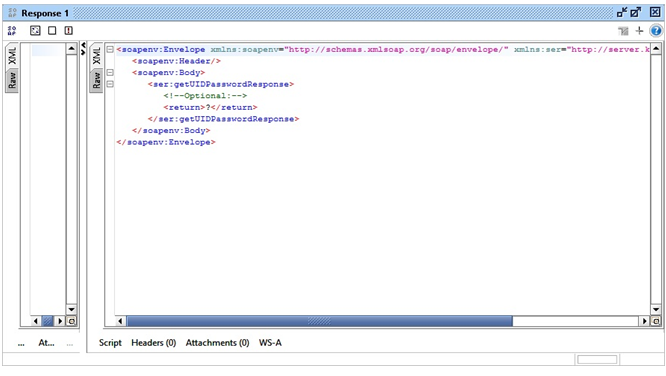 Response 1
XML
Raw
XML
Raw
<soapenv:Envelope xmlns:soapenv="http://schemas.xmlsoap.org/soap/envelope/" xmlns:ser="http://server.k
<soapenv:Header/>
<soapenv:Body>
<ser:getUIDPasswordResponse>
<!--Optional:-->
<return>?</return>
</ser:getUIDPasswordResponse>
</soapenv:Body>
</soapenv:Envelope>
... At... ...
Script Headers (0) Attachments (0) WS-A